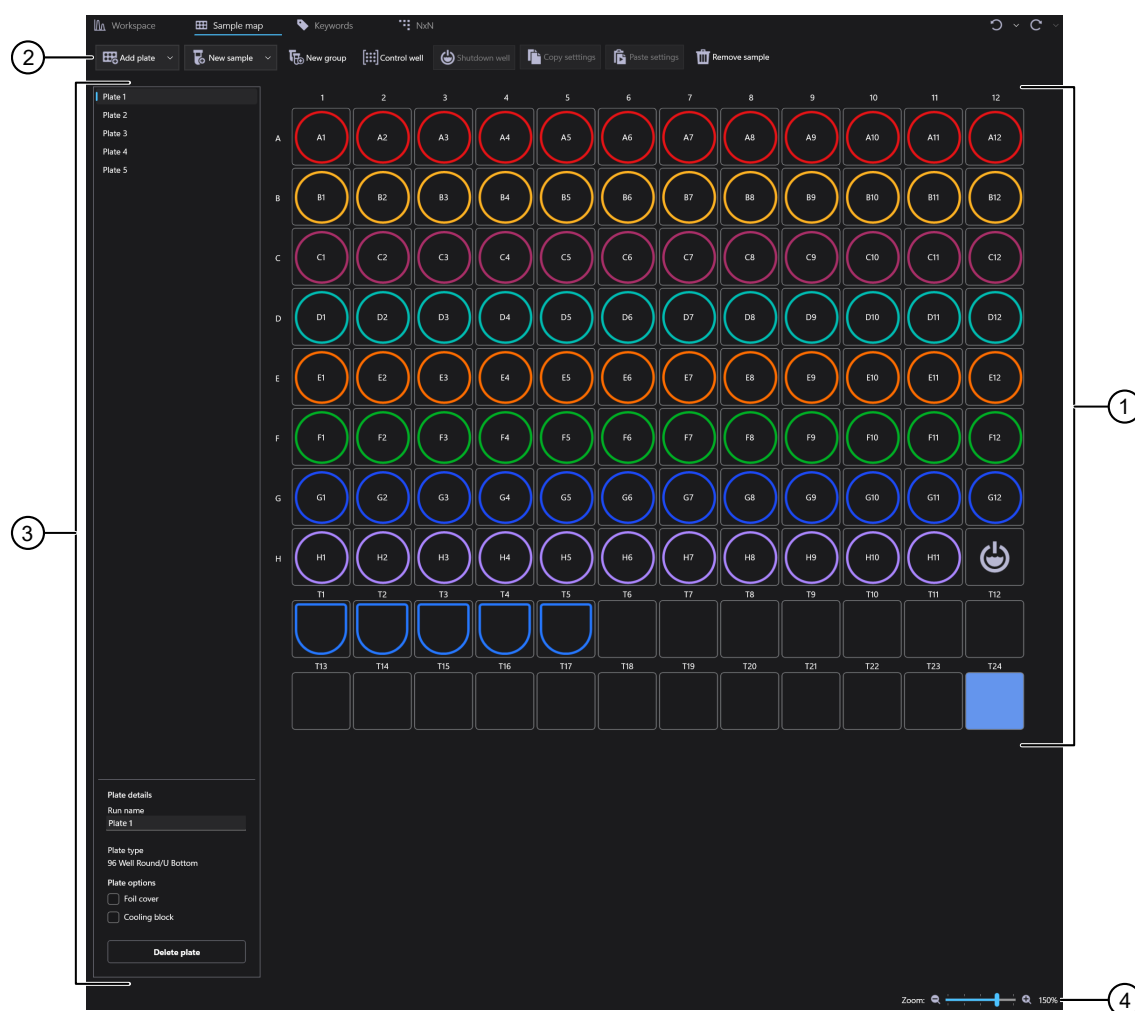 Workspace Sample map Keywords NxN
2 Add plate New sample New group Control well Shutdown well Copy setttings Paste settings Remove sample
Plate 1
Plate 2
Plate 3
Plate 4
Plate 5
1 2 3 4 5 6 7 8 9 10 11 12
A A1 A2 A3 A4 A5 A6 A7 A8 A9 A10 A11 A12
B B1 B2 B3 B4 B5 B6 B7 B8 B9 B10 B11 B12
C C1 C2 C3 C4 C5 C6 C7 C8 C9 C10 C11 C12
D D1 D2 D3 D4 D5 D6 D7 D8 D9 D10 D11 D12
E E1 E2 E3 E4 E5 E6 E7 E8 E9 E10 E11 E12
1
F F1 F2 F3 F4 F5 F6 F7 F8 F9 F10 F11 F12
G G1 G2 G3 G4 G5 G6 G7 G8 G9 G10 G11 G12
3
H H1 H2 H3 H4 H5 H6 H7 H8 H9 H10 H11
T1 T2 T3 T4 T5 T6 T7 T8 T9 T10 T11 T12
T13 T14 T15 T16 T17 T18 T19 T20 T21 T22 T23 T24
Plate details
Run name
Plate 1
Plate type
96 Well Round/U Bottom
Plate options
Foil cover
Cooling block
Delete plate
Zoom: 150% 4